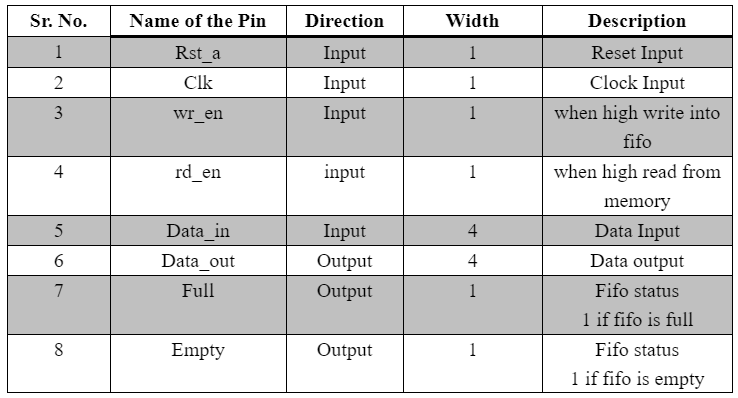 Sr. No. Name of the Pin Direction Width Description
1 Rst_a Input 1 Reset Input
2 Clk Input 1 Clock Input
3 wr_en Input 1 when high write into
fifo
4 rd_en input 1 when high read from
memory
5 Data_in Input 4 Data Input
6 Data_out Output 4 Data output
7 Full Output 1 Fifo status
1 if fifo is full
8 Empty Output 1 Fifo status
1 if fifo is empty